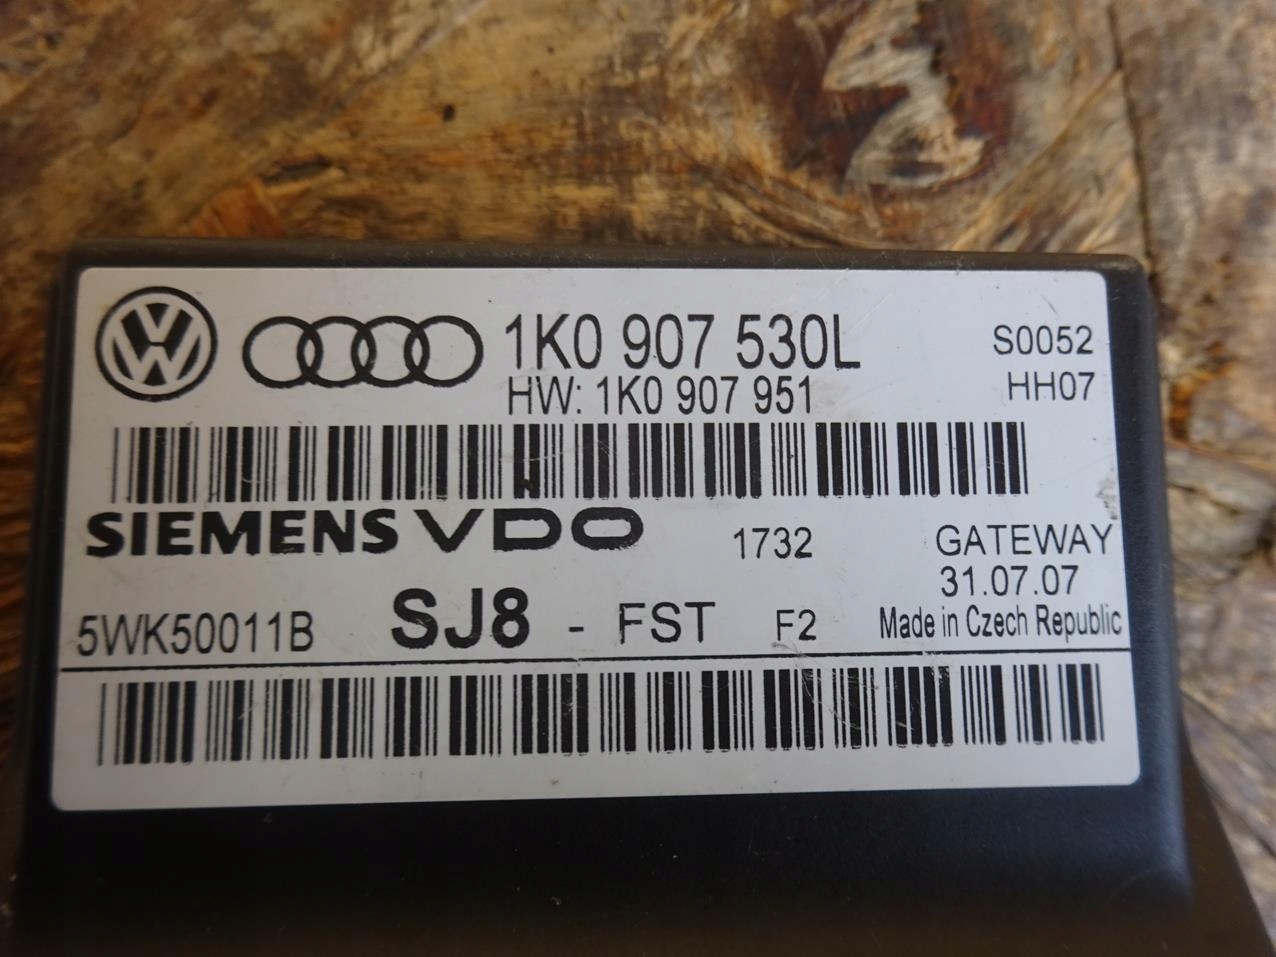 1K0 907 530L
S0052
HW: 1K0 907 951
HH07
SIEMENS VDO
1732
GATEWAY
31.07.07
5WK50011B
SJ8 - FST F2
Made in Czech Republic